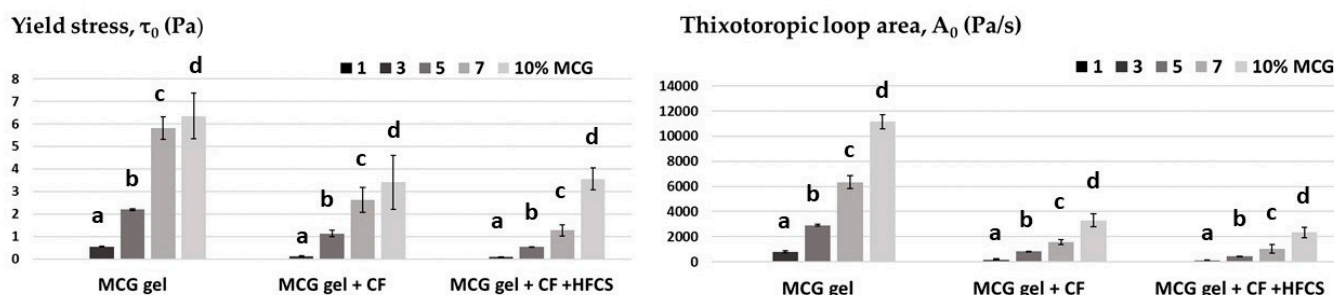 Yield stress, τ₀ (Pa)
■ 1 ■ 3 ■ 5 ■ 7 ■ 10% MCG
8
7
6
5
4
3
2
1
0
a
b
c
d
a
b
c
d
a
b
c
d
MCG gel
MCG gel + CF
MCG gel + CF +HFCS
Thixotoropic loop area, A₀ (Pa/s)
■ 1 ■ 3 ■ 5 ■ 7 ■ 10% MCG
14000
12000
10000
8000
6000
4000
2000
0
a
b
c
d
a
b
c
d
a
b
c
d
MCG gel
MCG gel + CF
MCG gel + CF +HFCS